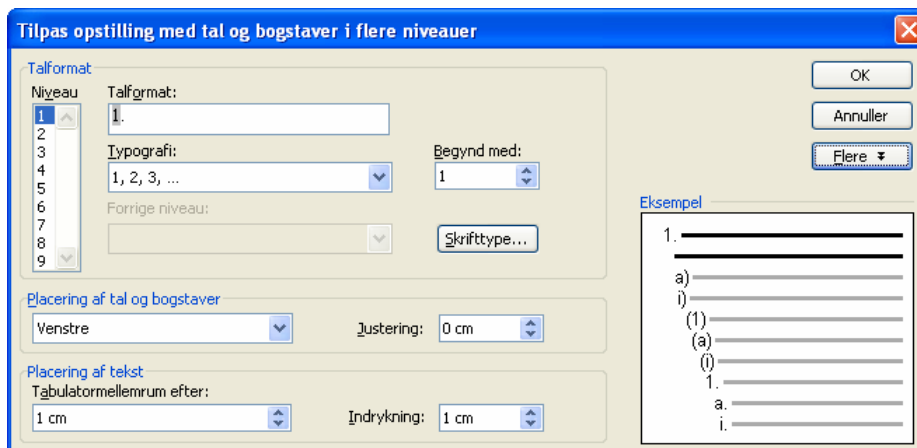 Tilpas opstilling med tal og bogstaver i flere niveauer
Talformat
Niveau
Talformat:
1
2
3
4
5
6
7
8
9
1.
Typografi:
Begynd med:
1, 2, 3, ...
1
Forrige niveau:
Skrifttype...
OK
Annuller
Flere
Eksempel
1.
a)
i)
(1)
(a)
(i)
1.
a.
i.
Placering af tal og bogstaver
Venstre
Justering:
0 cm
Placering af tekst
Tabulatormellemrum efter:
1 cm
Indrykning:
1 cm